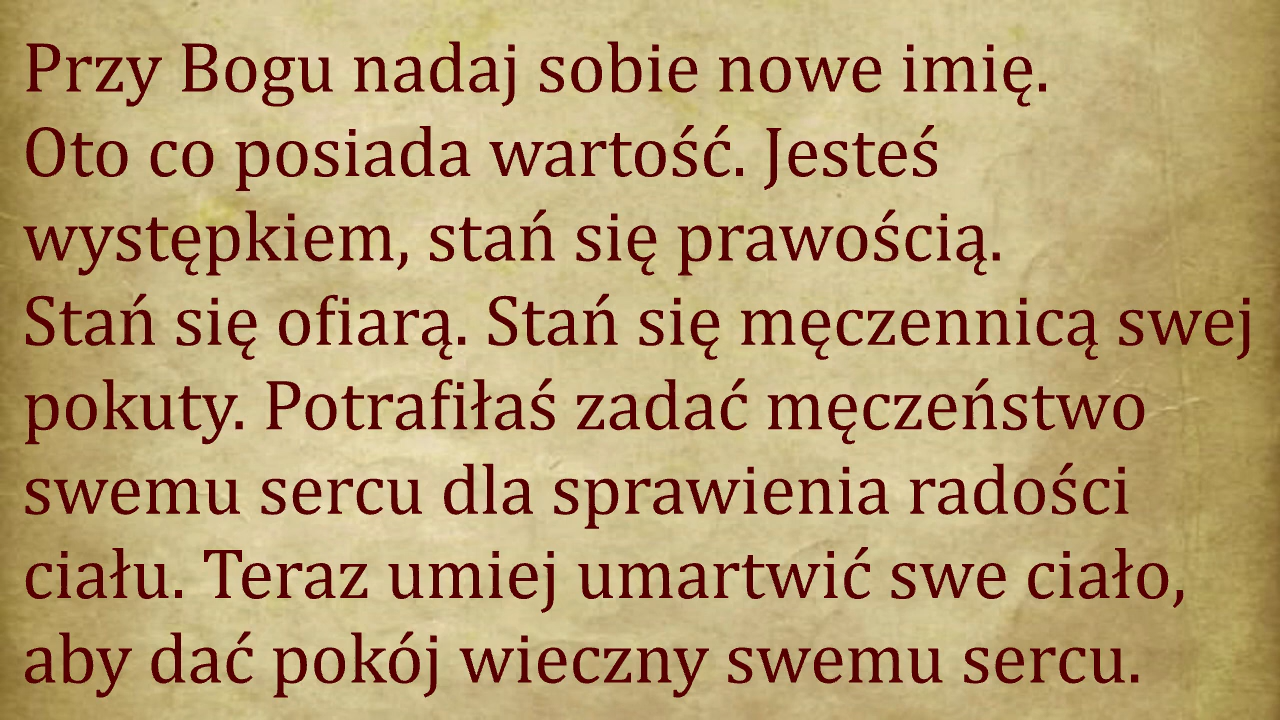 Przy Bogu nadaj sobie nowe imię.
Oto co posiada wartość. Jesteś
występkiem, stań się prawością.
Stań się ofiarą. Stań się męczennicą swej
pokuty. Potrafiłaś zadać męczeństwo
swemu sercu dla sprawienia radości
ciału. Teraz umiej umartwić swe ciało,
aby dać pokój wieczny swemu sercu.